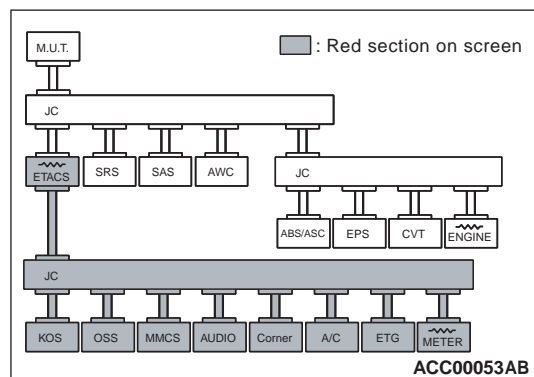 M.U.T.
: Red section on screen
JC
ETACS
SRS
SAS
AWC
JC
ABS/ASC
EPS
CVT
ENGINE
JC
KOS
OSS
MMCS
AUDIO
Corner
A/C
ETG
METER
ACC00053AB